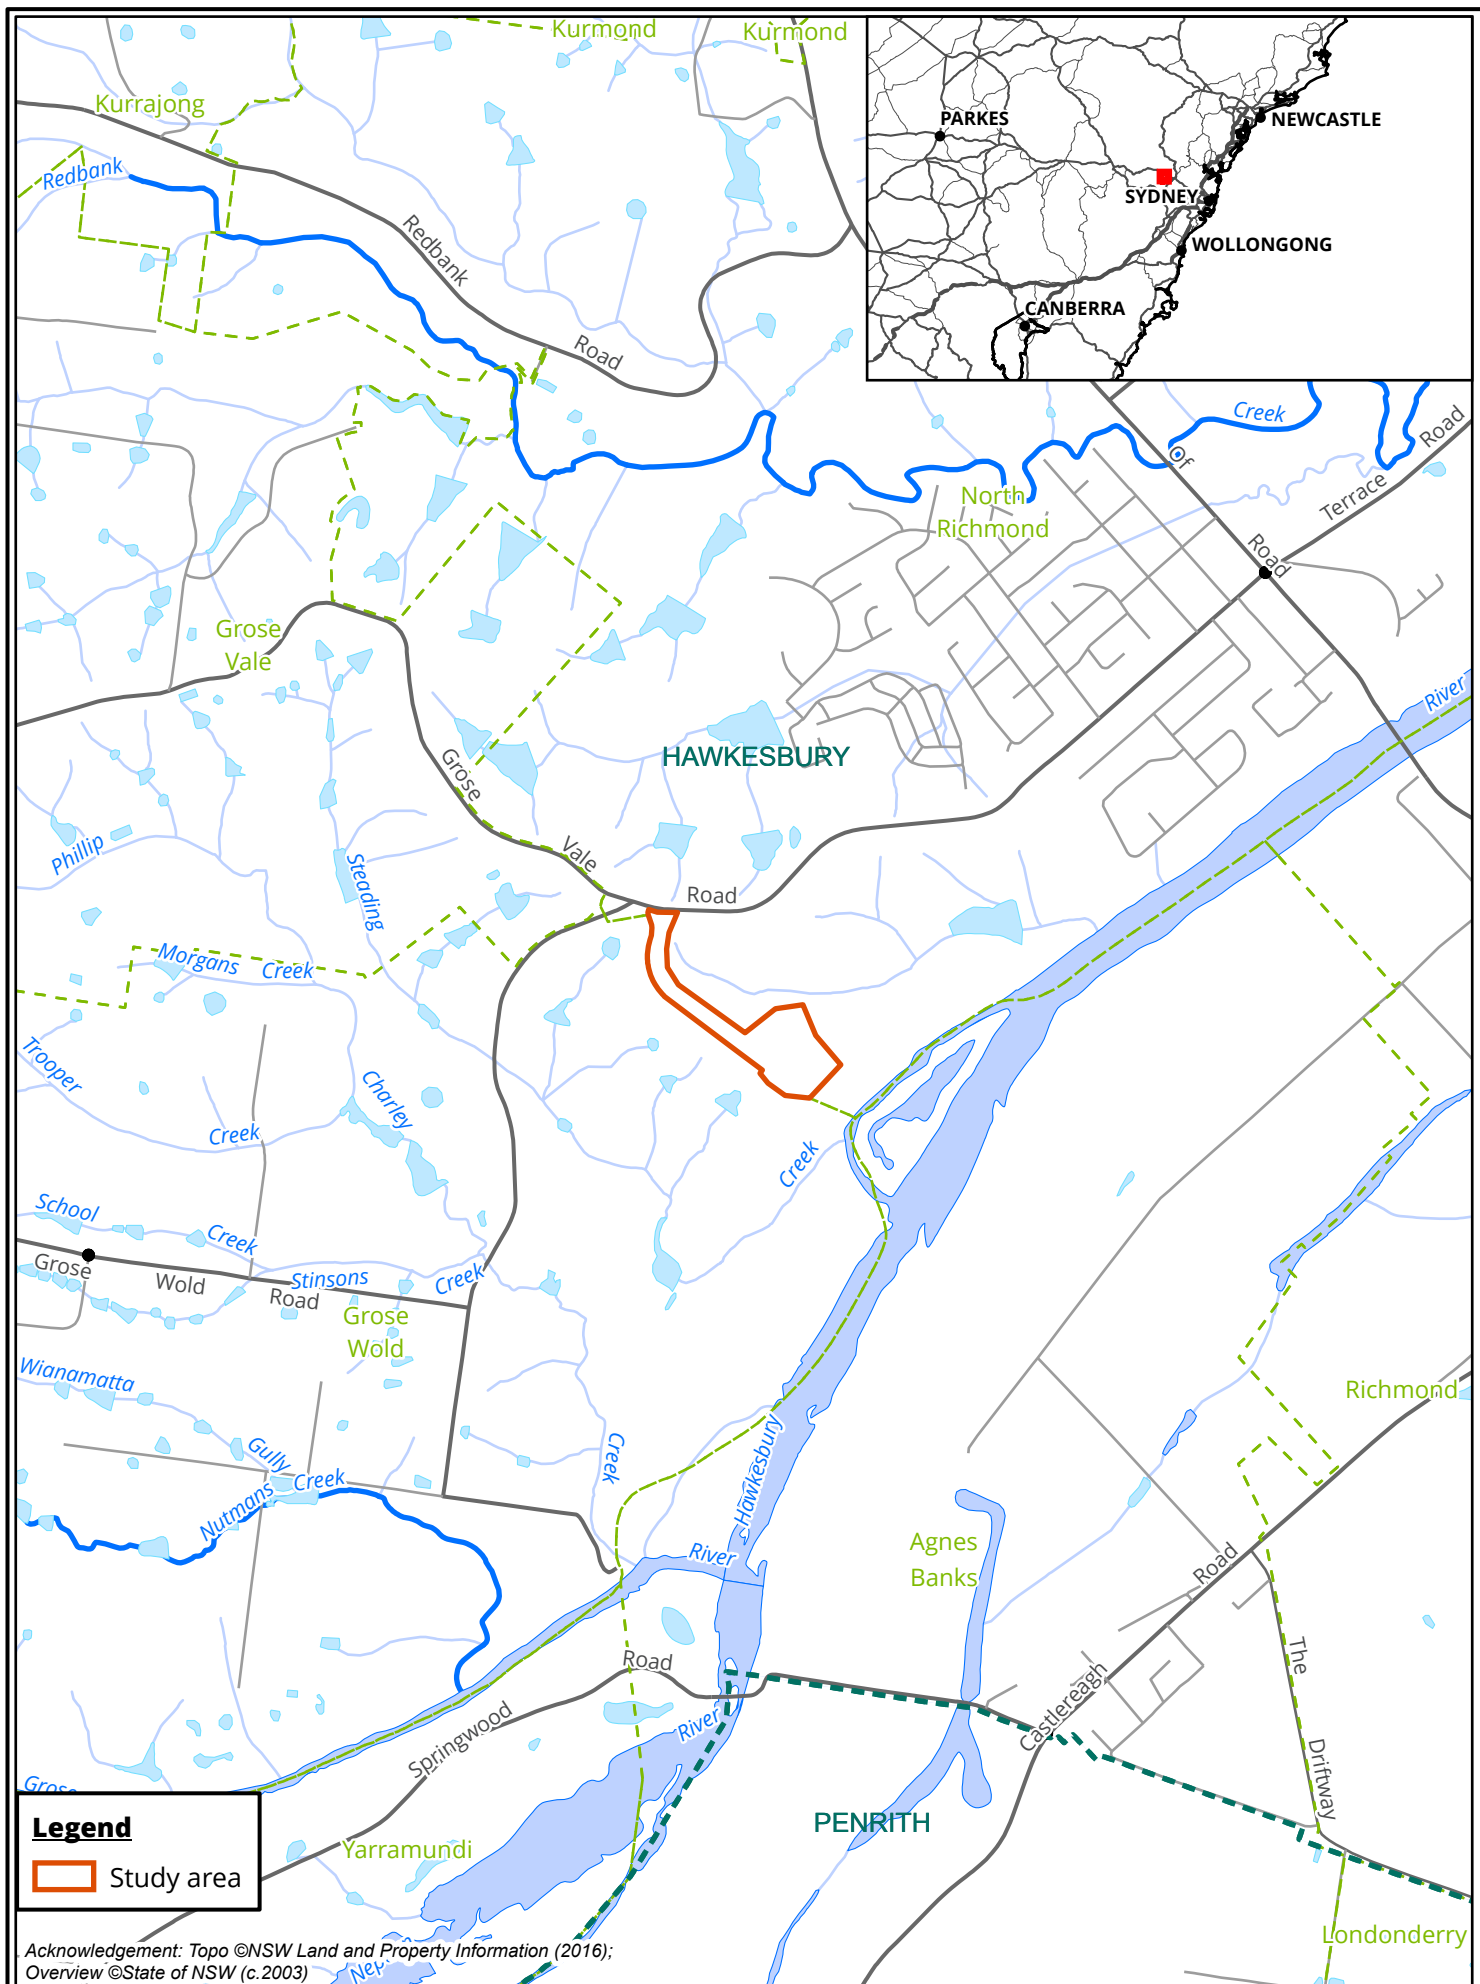 Kurmond
Kurmond
Kurrajong
Redbank
Redbank
Road
PARKES
NEWCASTLE
SYDNEY
WOLLONGONG
CANBERRA
Creek
Of
Road
Terrace
Road
North
Richmond
Grose
Vale
River
HAWKESBURY
Grose
Vale
Road
Phillip
Steading
Morgans
Creek
Trooper
Creek
Charley
Creek
School
Creek
Grose
Wold
Road
Stinsons
Creek
Grose
Wold
Wianamatta
Gully
Nutmans
Creek
Creek
Hawkesbury
River
Richmond
Agnes
Banks
Road
Castlereagh
The
Driftway
Road
Springwood
River
Grose
PENRITH
Yarramundi
Londonderry
Legend
Study area
Acknowledgement: Topo ©NSW Land and Property Information (2016);
Overview ©State of NSW (c.2003)